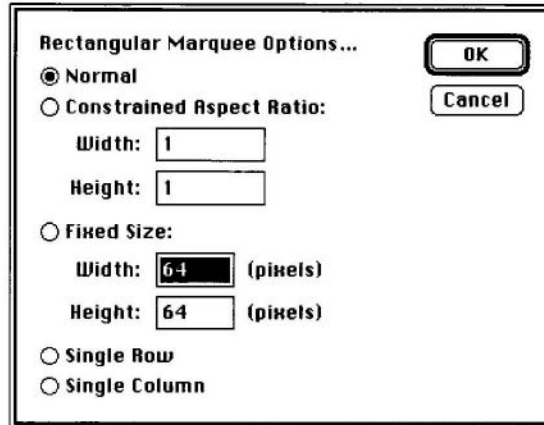 Rectangular Marquee Options...
OK
Normal
Cancel
Constrained Aspect Ratio:
Width: 1
Height: 1
Fixed Size:
Width: 64 (pixels)
Height: 64 (pixels)
Single Row
Single Column